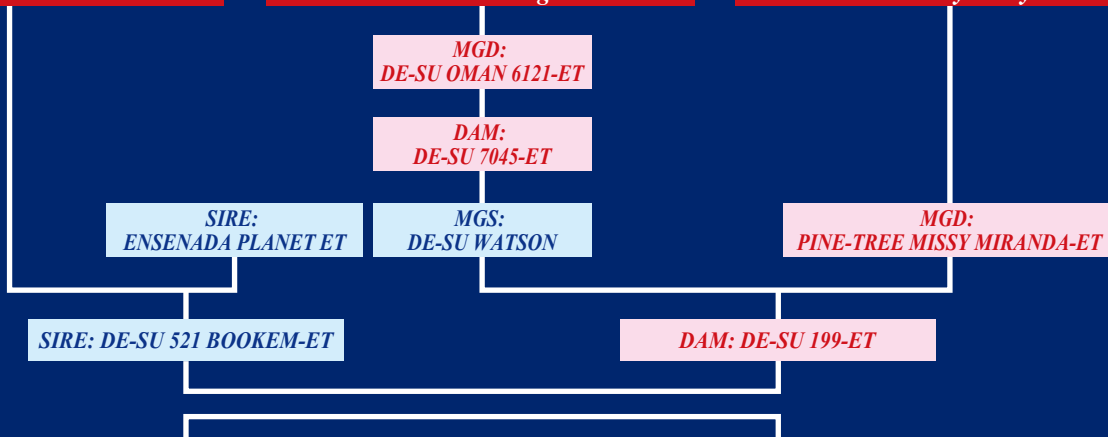 MGD:
DE-SU OMAN 6121-ET
DAM:
DE-SU 7045-ET
SIRE:
ENSENADA PLANET ET
MGS:
DE-SU WATSON
MGD:
PINE-TREE MISSY MIRANDA-ET
SIRE: DE-SU 521 BOOKEM-ET
DAM: DE-SU 199-ET